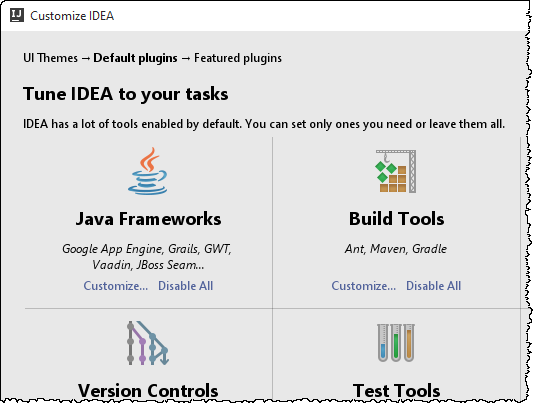 IJ Customize IDEA
UI Themes → Default plugins → Featured plugins
Tune IDEA to your tasks
IDEA has a lot of tools enabled by default. You can set only ones you need or leave them all.
Java Frameworks
Google App Engine, Grails, GWT,
Vaadin, JBoss Seam...
Customize... Disable All
Build Tools
Ant, Maven, Gradle
Customize... Disable All
Version Controls
Test Tools